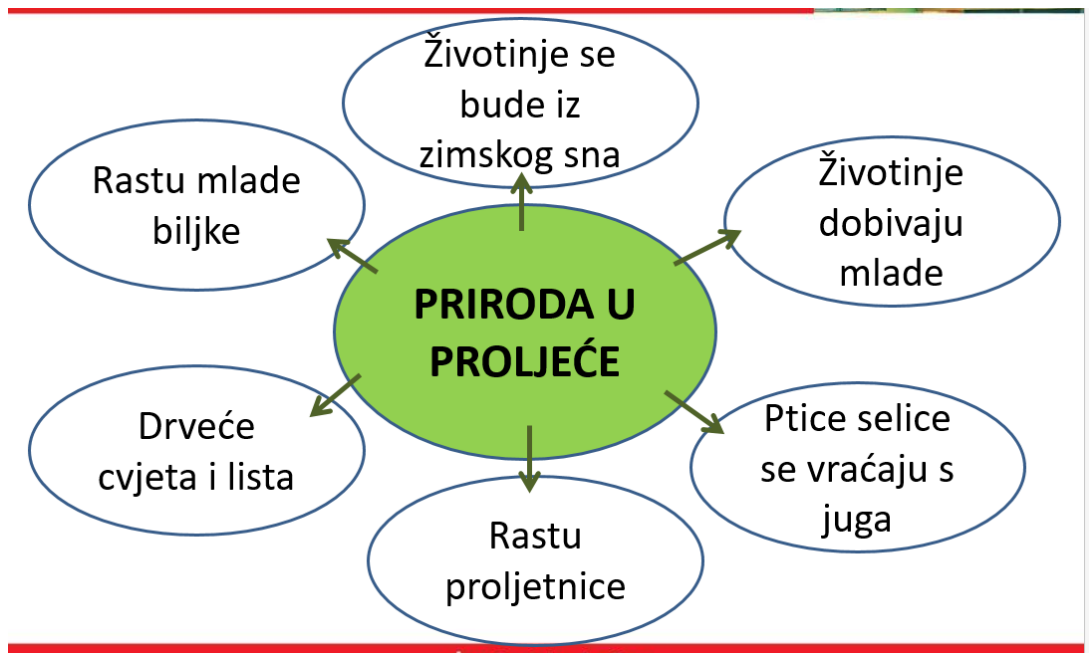 Životinje se
bude iz
zimskog sna
Rastu mlade
biljke
Životinje
dobivaju
mlade
PRIRODA U
PROLJEĆE
Drveće
cvjeta i lista
Ptice selice
se vraćaju s
juga
Rastu
proljetnice